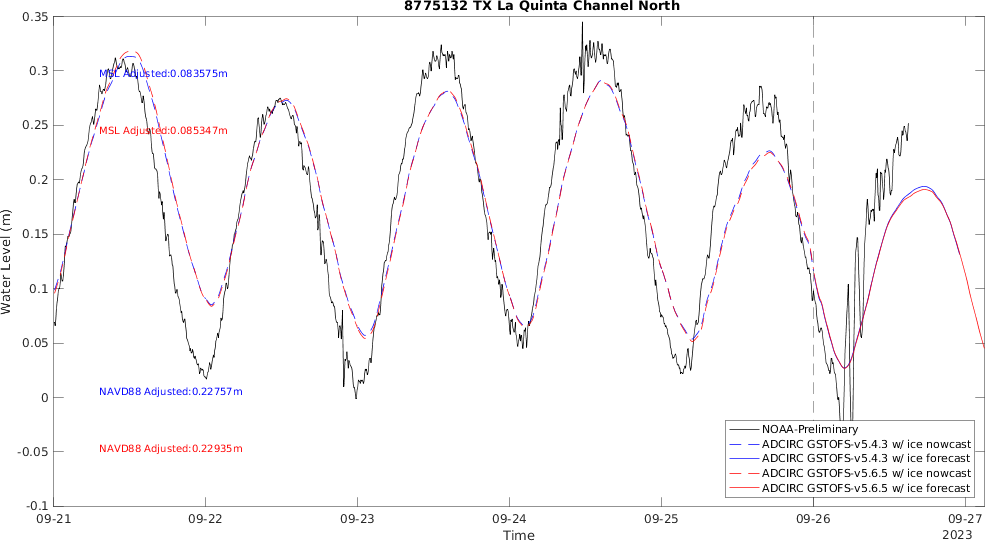 8775132 TX La Quinta Channel North
0.35
0.3
0.25
0.2
0.15
0.1
0.05
0
-0.05
-0.1
Water Level (m)
MSL Adjusted:0.083575m
MSL Adjusted:0.085347m
NAVD88 Adjusted:0.22757m
NAVD88 Adjusted:0.22935m
NOAA-Preliminary
ADCIRC GSTOFS-v5.4.3 w/ ice nowcast
ADCIRC GSTOFS-v5.4.3 w/ ice forecast
ADCIRC GSTOFS-v5.6.5 w/ ice nowcast
ADCIRC GSTOFS-v5.6.5 w/ ice forecast
09-21 09-22 09-23 09-24 09-25 09-26 09-27
Time
2023